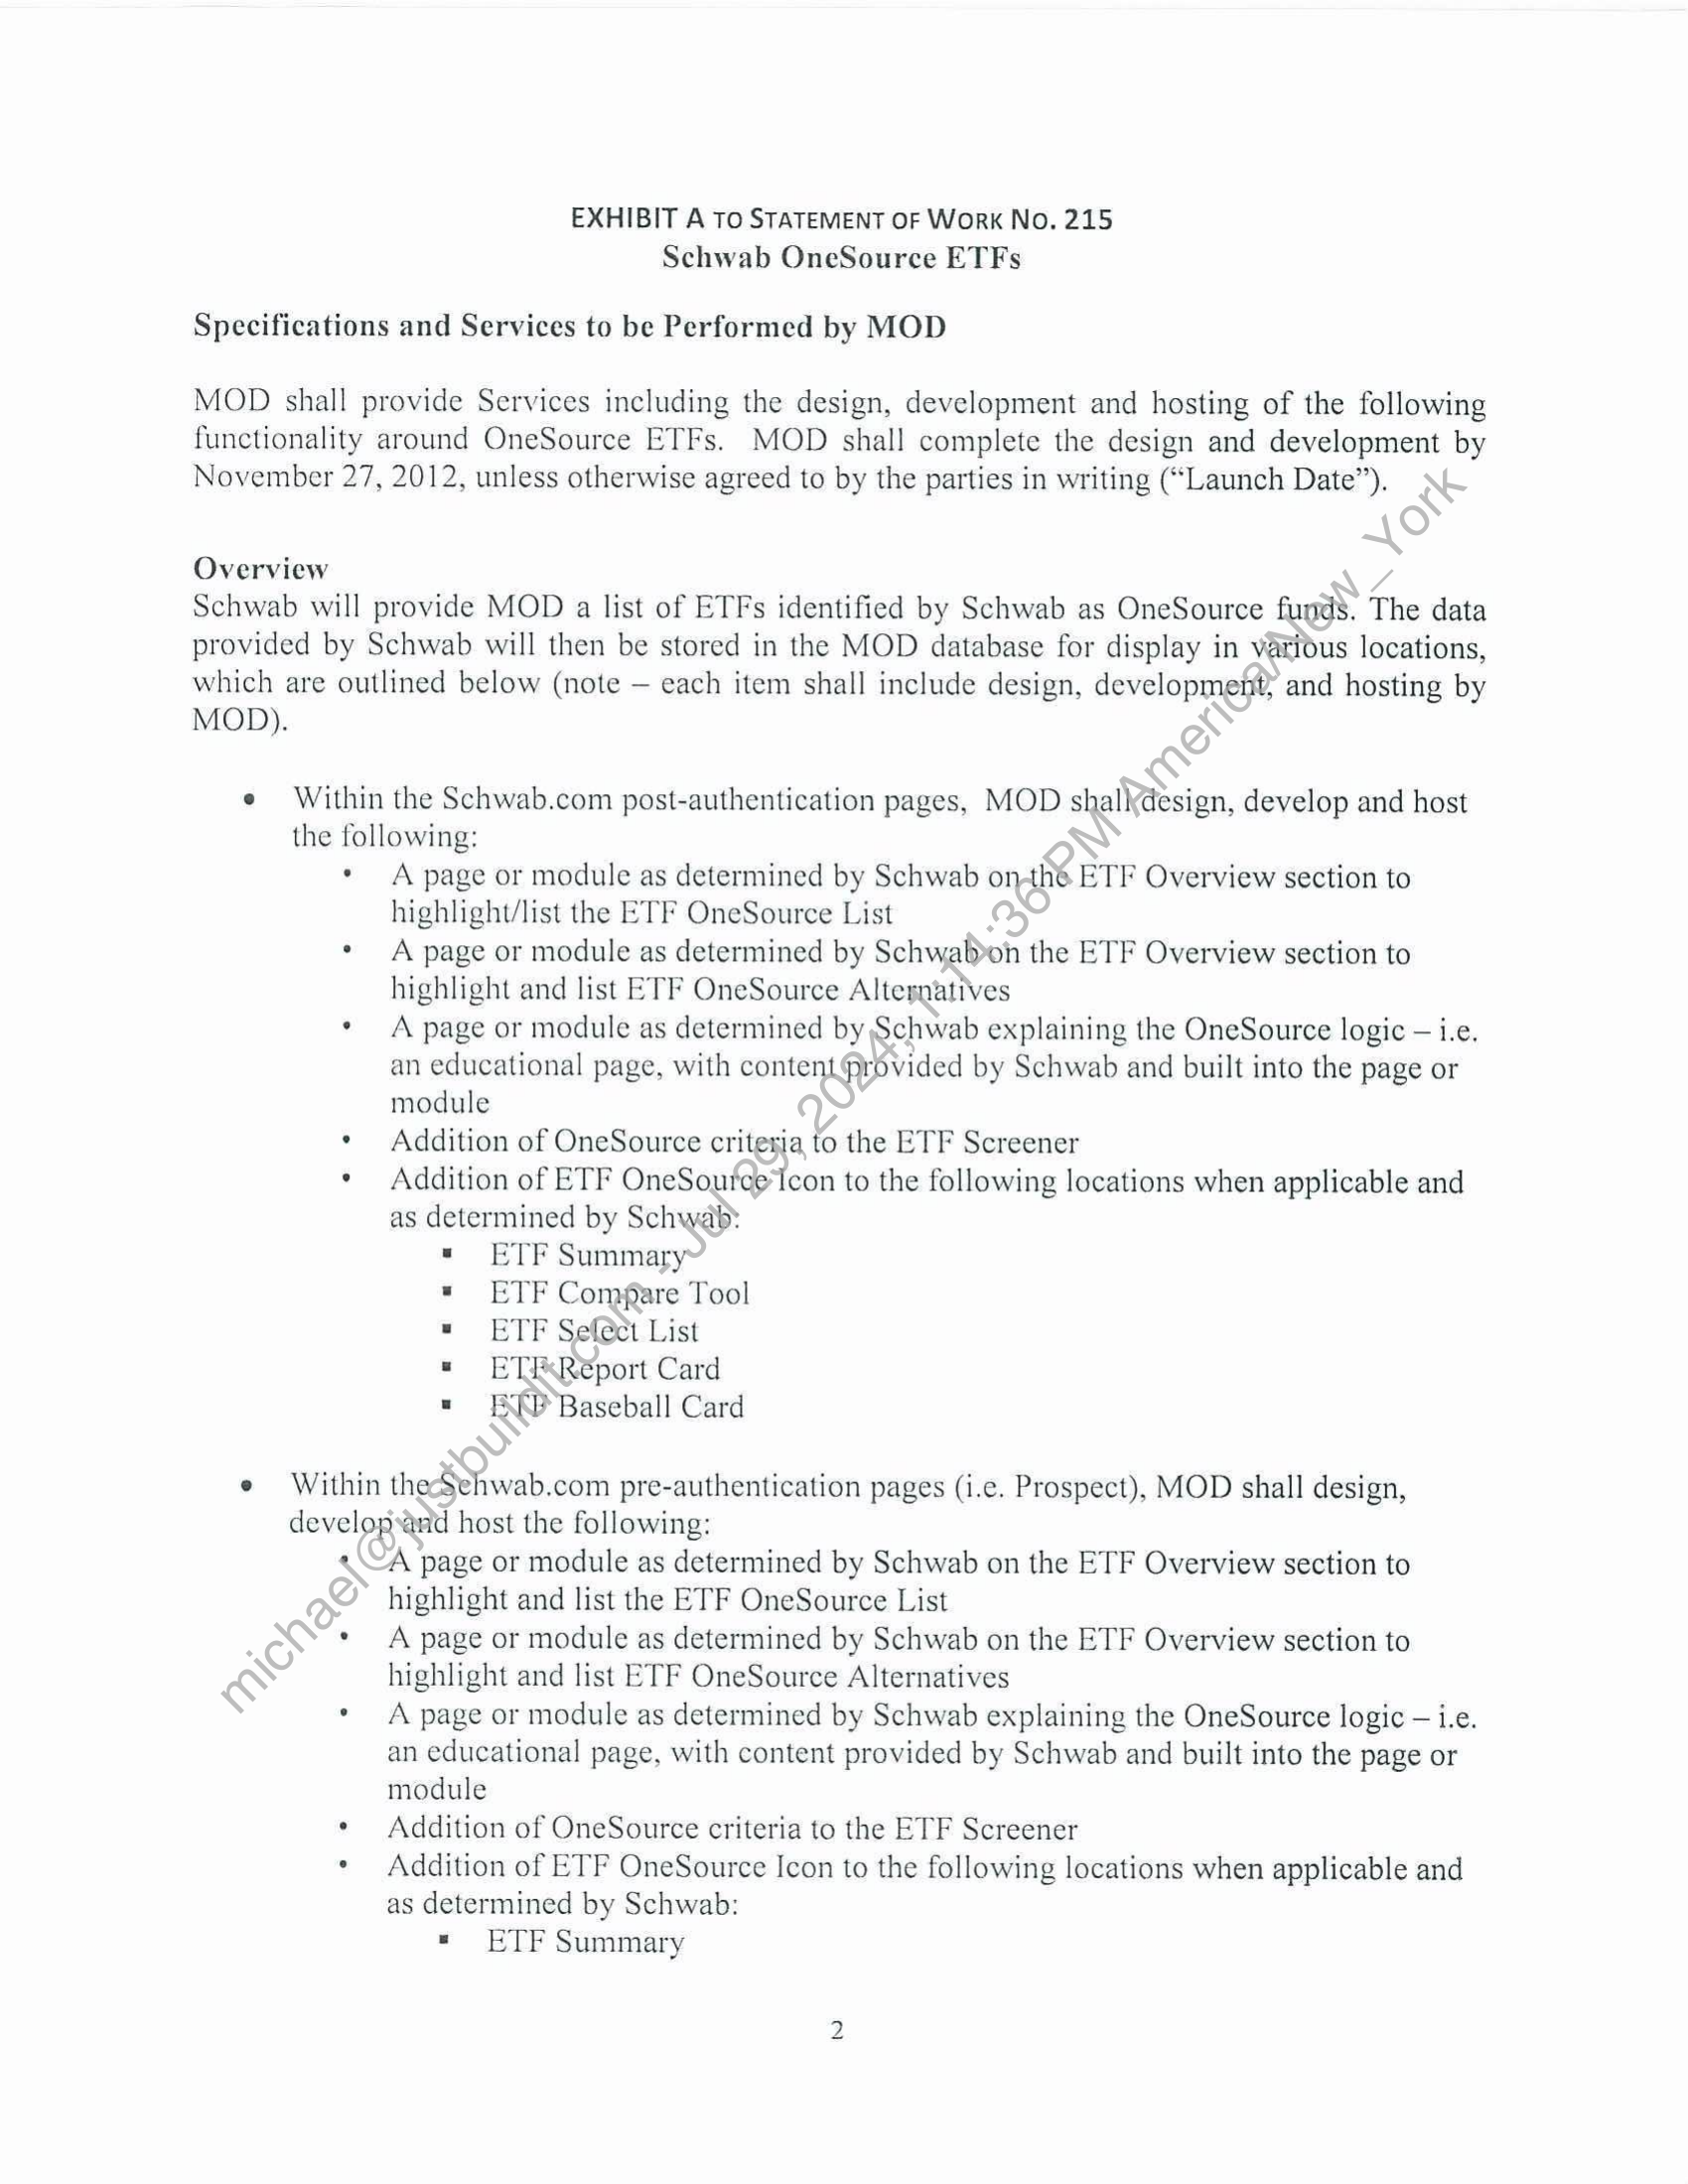 EXHIBIT A TO STATEMENT OF WORK NO. 215
Schwab OneSource ETFs
Specifications and Services to be Performed by MOD
MOD shall provide Services including the design, development and hosting of the following
functionality around OneSource ETFs. MOD shall complete the design and development by
November 27, 2012, unless otherwise agreed to by the parties in writing (“Launch Date”).
Overview
Schwab will provide MOD a list of ETFs identified by Schwab as OneSource funds. The data
provided by Schwab will then be stored in the MOD database for display in various locations,
which are outlined below (note – each item shall include design, development, and hosting by
MOD).
• Within the Schwab.com post-authentication pages, MOD shall design, develop and host
the following:
• A page or module as determined by Schwab on the ETF Overview section to
highlight/list the ETF OneSource List
• A page or module as determined by Schwab on the ETF Overview section to
highlight and list ETF OneSource Alternatives
• A page or module as determined by Schwab explaining the OneSource logic – i.e.
an educational page, with content provided by Schwab and built into the page or
module
• Addition of OneSource criteria to the ETF Screener
• Addition of ETF OneSource Icon to the following locations when applicable and
as determined by Schwab:
▪ ETF Summary
▪ ETF Compare Tool
▪ ETF Select List
▪ ETF Report Card
▪ ETF Baseball Card
• Within the Schwab.com pre-authentication pages (i.e. Prospect), MOD shall design,
develop and host the following:
• A page or module as determined by Schwab on the ETF Overview section to
highlight and list the ETF OneSource List
• A page or module as determined by Schwab on the ETF Overview section to
highlight and list ETF OneSource Alternatives
• A page or module as determined by Schwab explaining the OneSource logic – i.e.
an educational page, with content provided by Schwab and built into the page or
module
• Addition of OneSource criteria to the ETF Screener
• Addition of ETF OneSource Icon to the following locations when applicable and
as determined by Schwab:
▪ ETF Summary
2
michael@justbuildit.com - Jul 29, 2024, 1:14:36 PM America/New_York